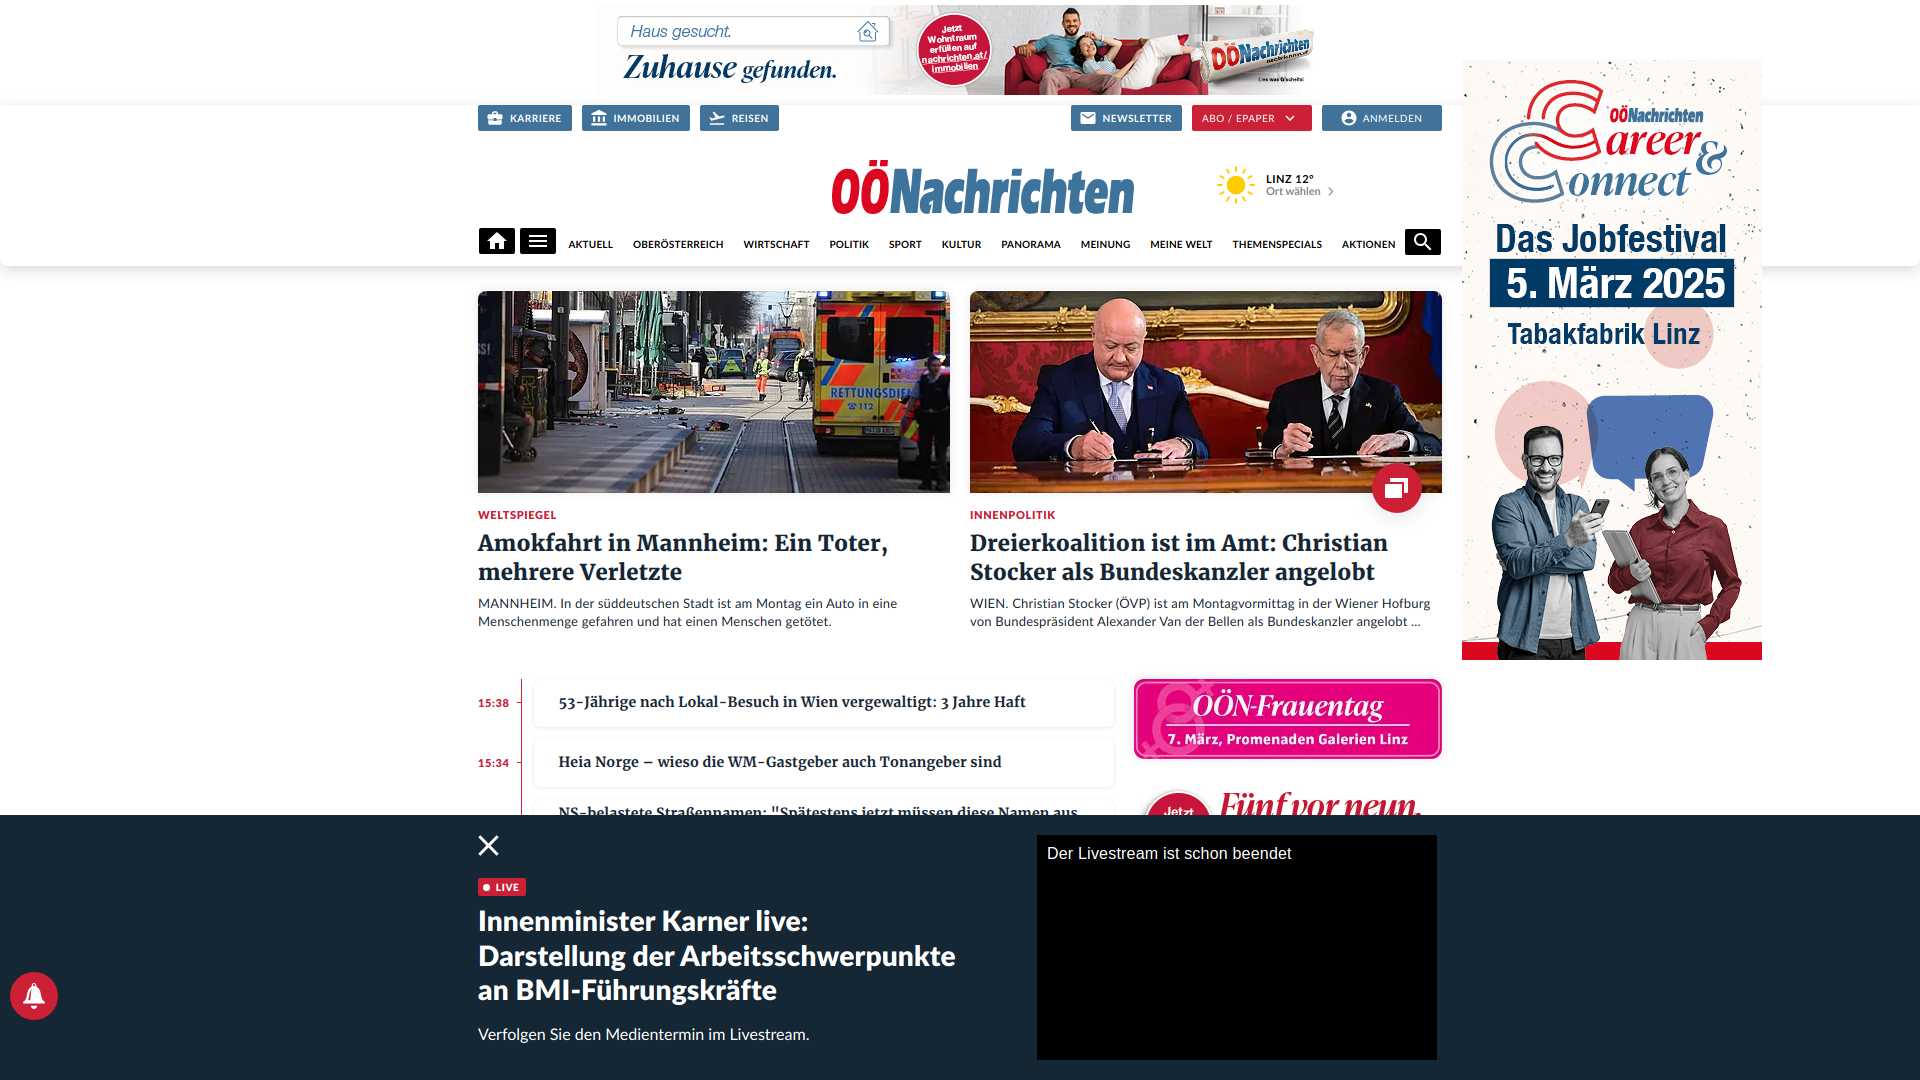 Haus gesucht.
Zuhause gefunden.
Jetzt
Wohntraum
erfüllen auf
nachrichten.at/
immobilien
OÖNachrichten
Lies was G'scheits!
KARRIERE
IMMOBILIEN
REISEN
NEWSLETTER
ABO / EPAPER
ANMELDEN
OÖNachrichten
LINZ 12°
Ort wählen
AKTUELL
OBERÖSTERREICH
WIRTSCHAFT
POLITIK
SPORT
KULTUR
PANORAMA
MEINUNG
MEINE WELT
THEMENSPECIALS
AKTIONEN
OÖNachrichten
Career &
Connect
Das Jobfestival
5. März 2025
Tabakfabrik Linz
RETTUNGSDIEN
112
WELTSPIEGEL
Amokfahrt in Mannheim: Ein Toter,
mehrere Verletzte
MANNHEIM. In der süddeutschen Stadt ist am Montag ein Auto in eine
Menschenmenge gefahren und hat einen Menschen getötet.
INNENPOLITIK
Dreierkoalition ist im Amt: Christian
Stocker als Bundeskanzler angelobt
WIEN. Christian Stocker (ÖVP) ist am Montagvormittag in der Wiener Hofburg
von Bundespräsident Alexander Van der Bellen als Bundeskanzler angelobt ...
15:38
53-Jährige nach Lokal-Besuch in Wien vergewaltigt: 3 Jahre Haft
15:34
Heia Norge – wieso die WM-Gastgeber auch Tonangeber sind
NS-belastete Straßennamen: "Spätestens jetzt müssen diese Namen aus
OÖN-Frauentag
7. März, Promenaden Galerien Linz
Jetzt
Fünf vor neun.
LIVE
Innenminister Karner live:
Darstellung der Arbeitsschwerpunkte
an BMI-Führungskräfte
Verfolgen Sie den Medientermin im Livestream.
Der Livestream ist schon beendet